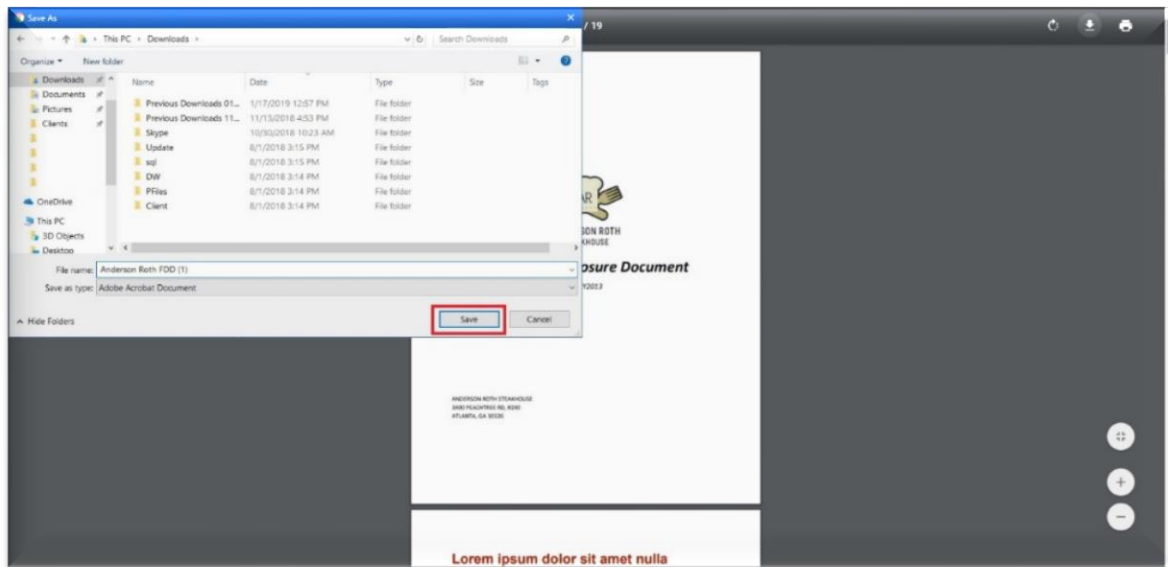 Save As
/ 19
This PC
Downloads
Search Downloads
Organize
New folder
Downloads
Documents
Pictures
Clients
OneDrive
This PC
3D Objects
Desktop
Name Date Type Size Tags
Previous Downloads 01... 1/17/2019 12:57 PM File folder
Previous Downloads 11... 11/13/2018 4:53 PM File folder
Skype 10/30/2018 10:23 AM File folder
Update 8/1/2018 3:15 PM File folder
sql 8/1/2018 3:15 PM File folder
DW 8/1/2018 3:14 PM File folder
PFiles 8/1/2018 3:14 PM File folder
Client 8/1/2018 3:14 PM File folder
File name: Anderson Roth FDD (1)
Save as type: Adobe Acrobat Document
Hide Folders
Save
Cancel
AR
SON ROTH
KHOUSE
osure Document
Y2013
ANDERSON ROTH STEAKHOUSE
ATLANTA, GA
Lorem ipsum dolor sit amet nulla